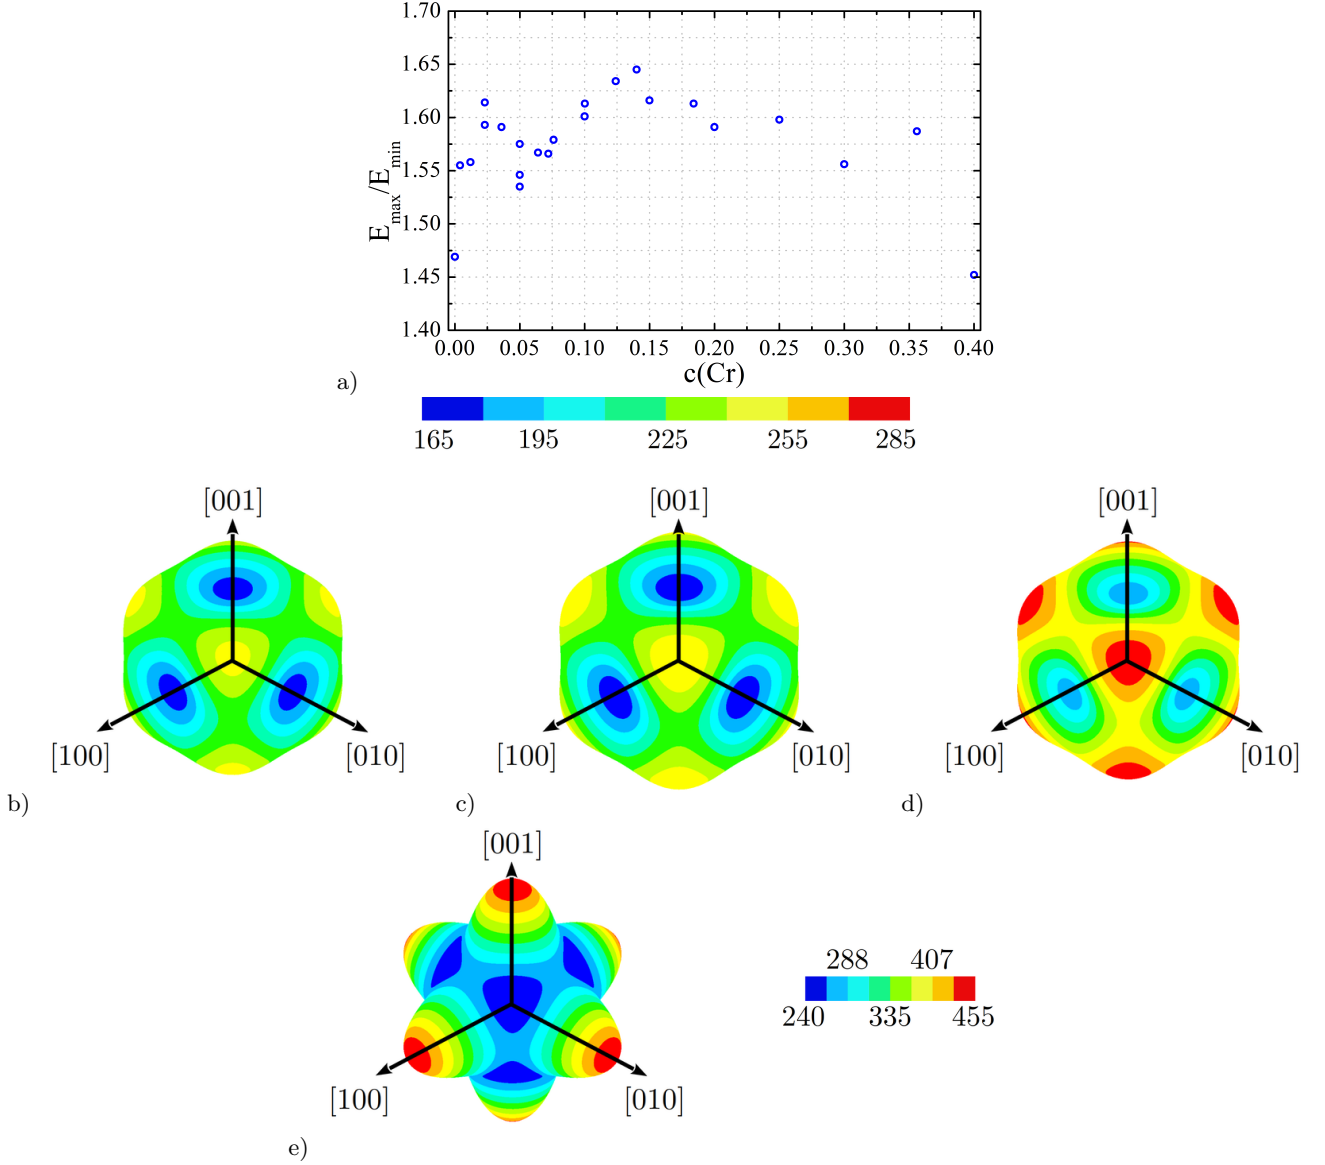 1.70
1.65
1.60
1.55
1.50
1.45
1.40
E_max/E_min
0.00 0.05 0.10 0.15 0.20 0.25 0.30 0.35 0.40
c(Cr)
a)
165 195 225 255 285
[001] [001] [001]
[100] [010] [100] [010] [100] [010]
b) c) d)
[001]
288 407
240 335 455
[100] [010]
e)